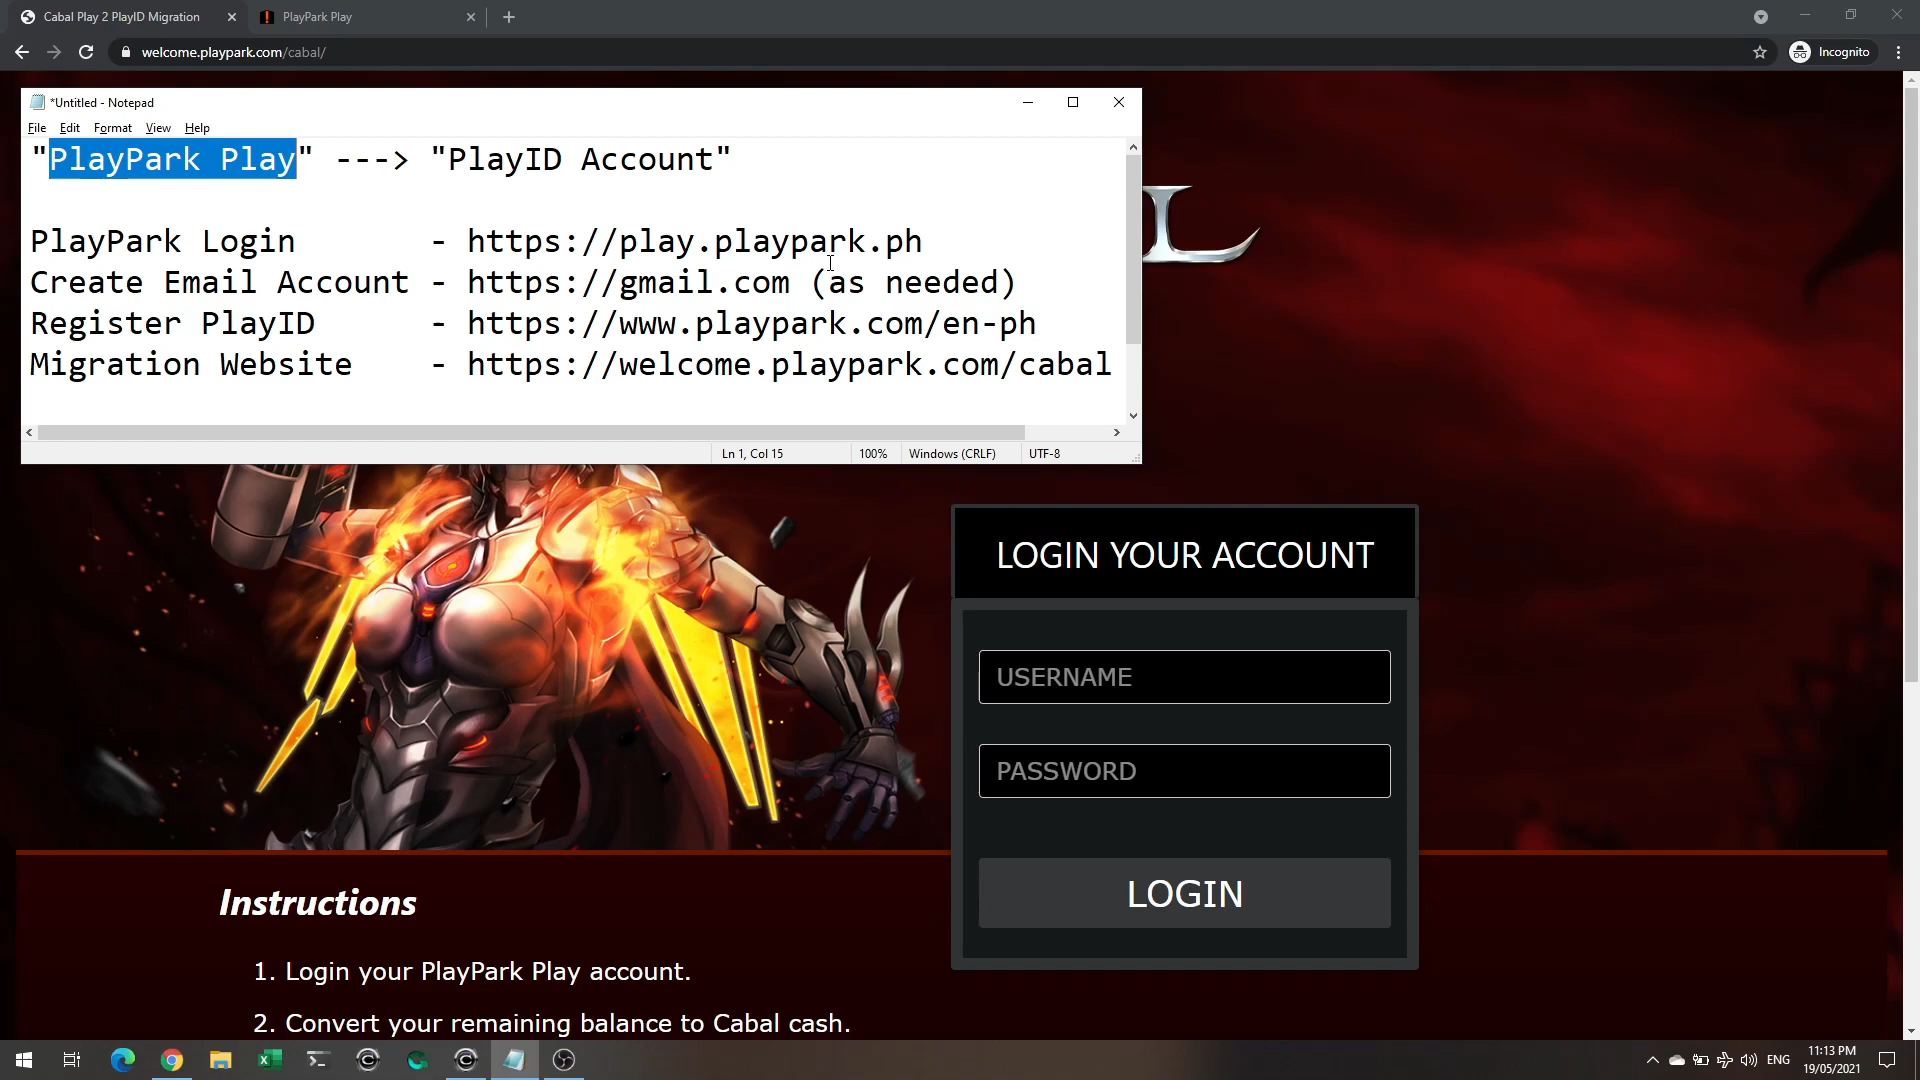 Cabal Play 2 PlayID Migration
PlayPark Play
welcome.playpark.com/cabal/
Incognito
*Untitled - Notepad
File Edit Format View Help
"PlayPark Play" ---> "PlayID Account"
PlayPark Login - https://play.playpark.ph
Create Email Account - https://gmail.com (as needed)
Register PlayID - https://www.playpark.com/en-ph
Migration Website - https://welcome.playpark.com/cabal
Ln 1, Col 15 100% Windows (CRLF) UTF-8
L
LOGIN YOUR ACCOUNT
USERNAME
PASSWORD
LOGIN
Instructions
1. Login your PlayPark Play account.
2. Convert your remaining balance to Cabal cash.
ENG
11:13 PM
19/05/2021